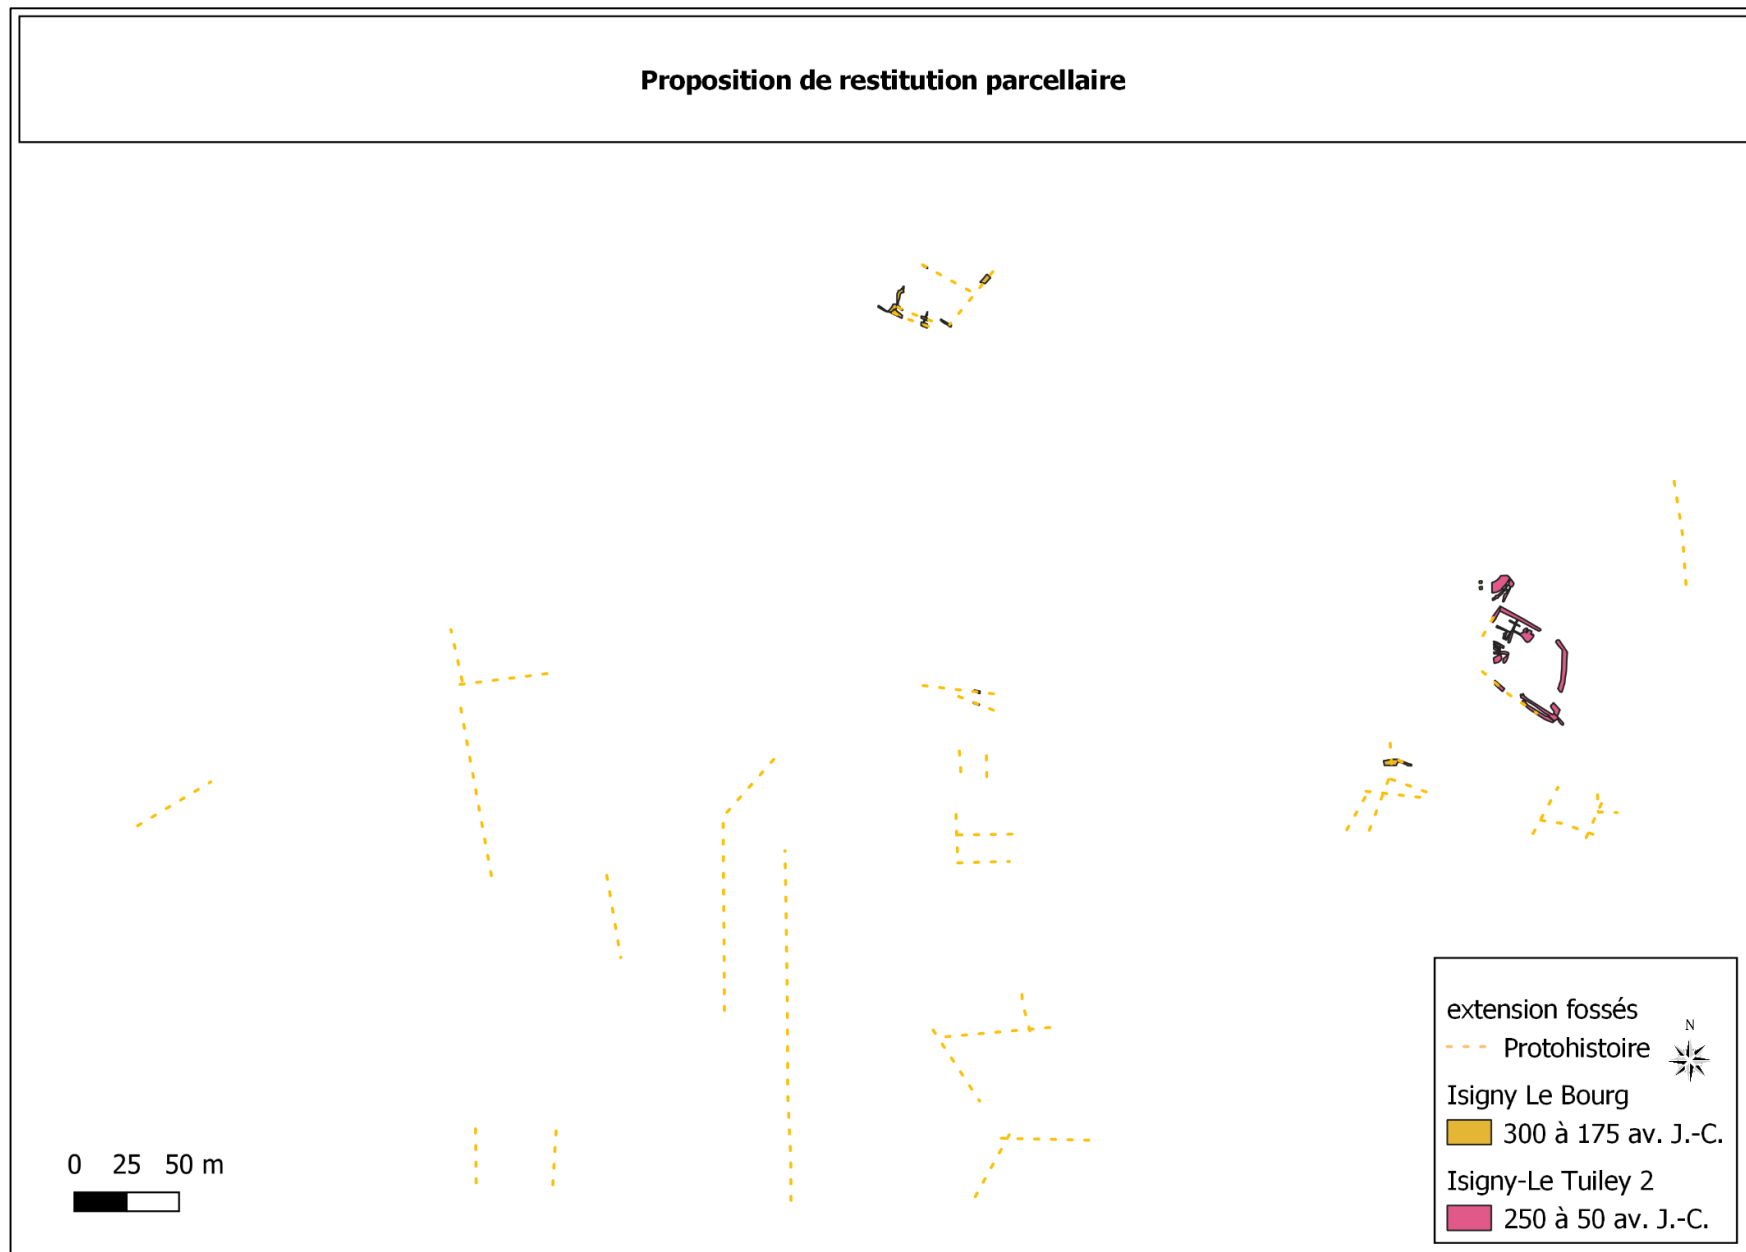 Proposition de restitution parcellaire
extension fossés
N
Protohistoire
Isigny Le Bourg
300 à 175 av. J.-C.
Isigny-Le Tuiley 2
250 à 50 av. J.-C.
0 25 50 m